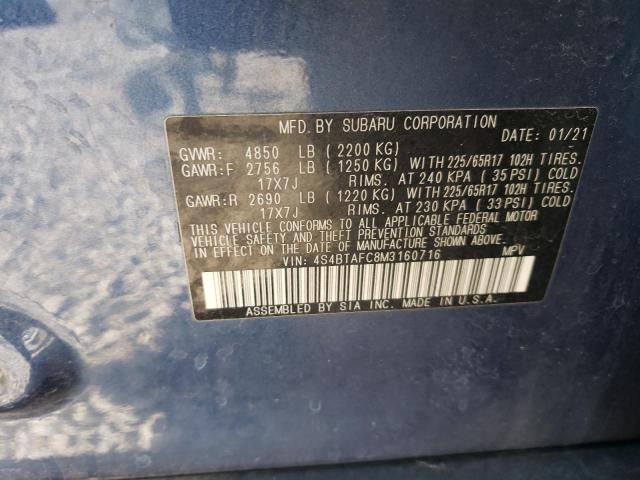 MFD. BY SUBARU CORPORATION
DATE: 01/21
GVWR: 4850 LB ( 2200 KG)
GAWR:F 2756 LB ( 1250 KG) WITH 225/65R17 102H TIRES.
17X7J RIMS. AT 240 KPA ( 35 PSI) COLD
GAWR:R 2690 LB ( 1220 KG) WITH 225/65R17 102H TIRES.
17X7J RIMS. AT 230 KPA ( 33 PSI) COLD
THIS VEHICLE CONFORMS TO ALL APPLICABLE FEDERAL MOTOR
VEHICLE SAFETY AND THEFT PREVENTION STANDARDS
IN EFFECT ON THE DATE OF MANUFACTURE SHOWN ABOVE.
VIN: 4S4BTAFC8M3160716 MPV
ASSEMBLED BY SIA INC. MADE IN U.S.A.